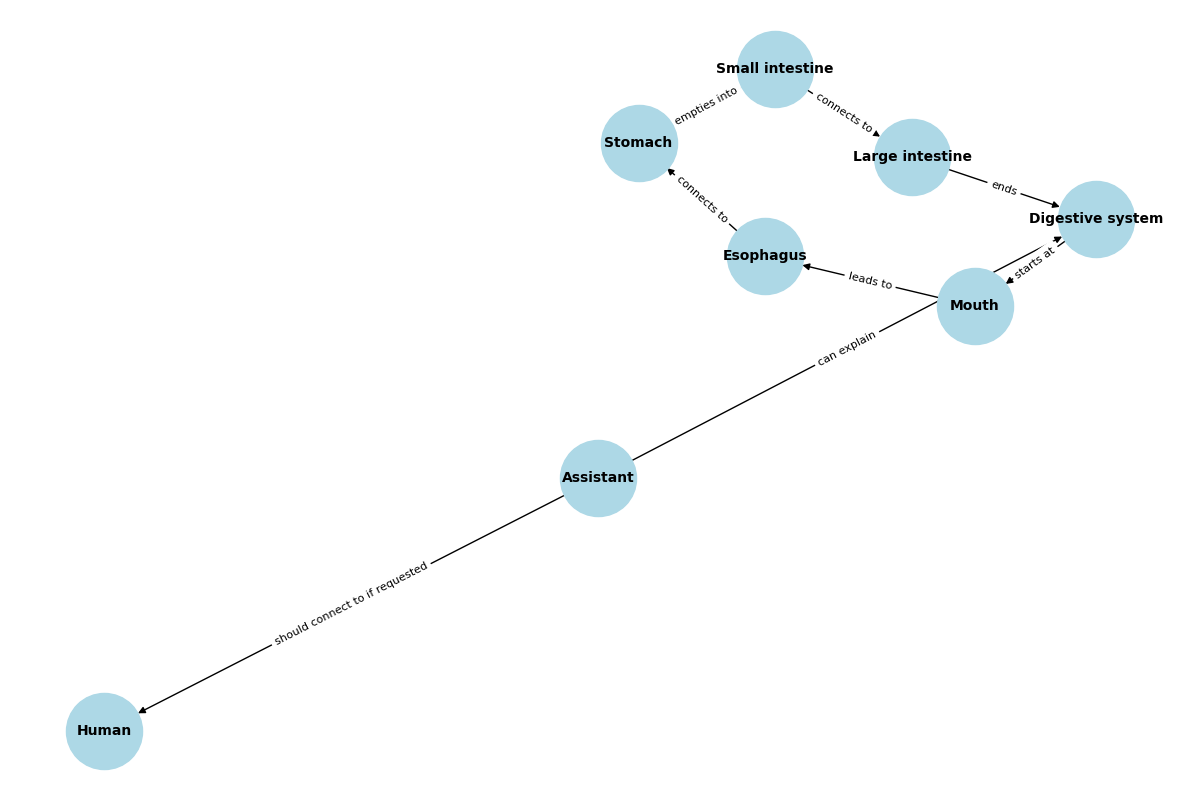 Small intestine
empties into
connects to
Stomach
Large intestine
ends
connects to
Digestive system
Esophagus
starts at
leads to
Mouth
can explain
Assistant
should connect to if requested
Human